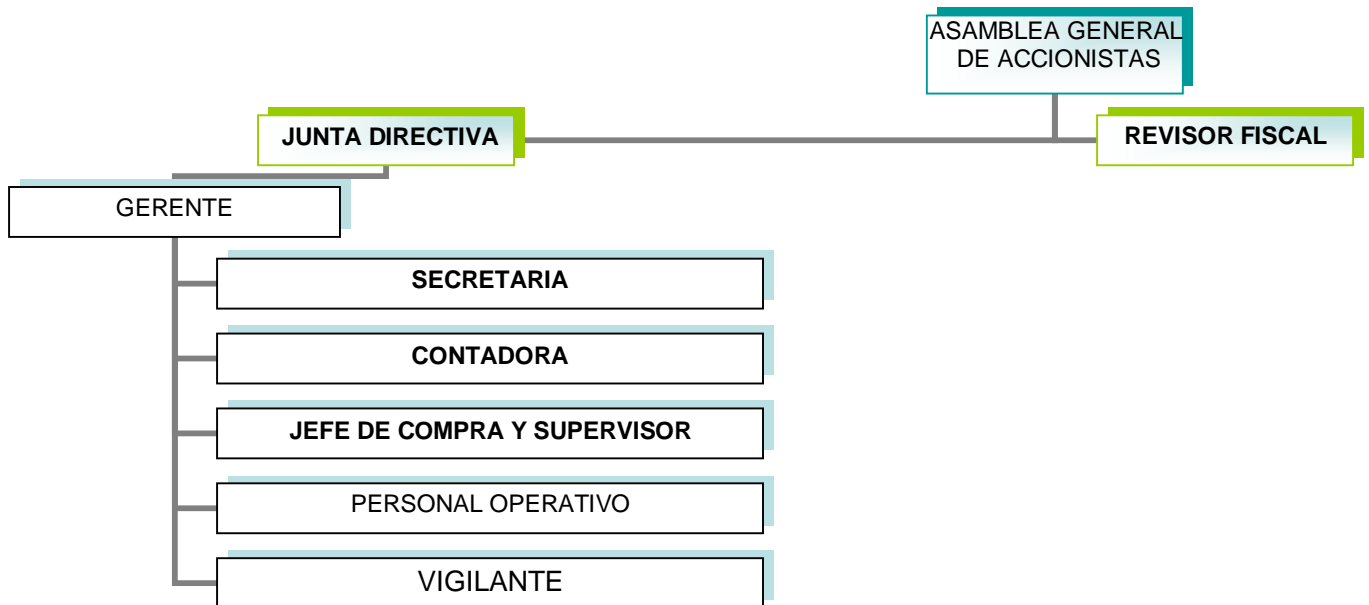 ASAMBLEA GENERAL
DE ACCIONISTAS
JUNTA DIRECTIVA
REVISOR FISCAL
GERENTE
SECRETARIA
CONTADORA
JEFE DE COMPRA Y SUPERVISOR
PERSONAL OPERATIVO
VIGILANTE